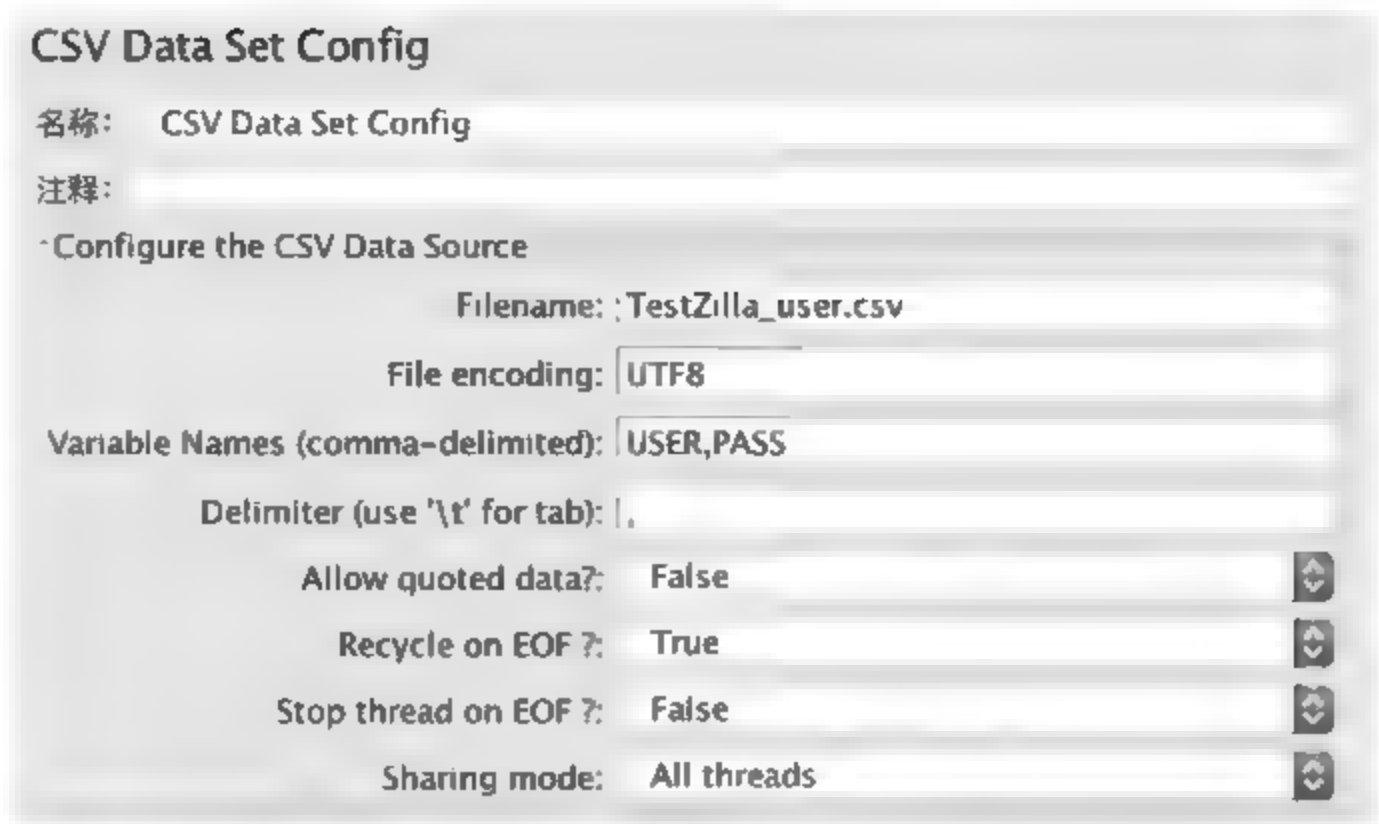 CSV Data Set Config
名称: CSV Data Set Config
注释:
Configure the CSV Data Source
Filename: TestZilla_user.csv
File encoding: UTF8
Variable Names (comma-delimited): USER,PASS
Delimiter (use '\t' for tab): ,
Allow quoted data?: False
Recycle on EOF ?: True
Stop thread on EOF ?: False
Sharing mode: All threads